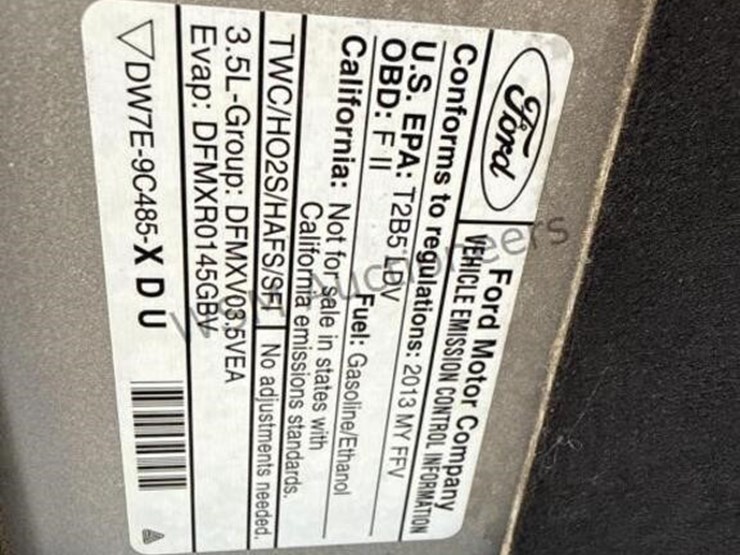 Ford
Ford Motor Company
VEHICLE EMISSION CONTROL INFORMATION
Conforms to regulations: 2013 MY FFV
U.S. EPA: T2B5 LDV
OBD: F II Fuel: Gasoline/Ethanol
California: Not for sale in states with
California emissions standards.
TWC/HO2S/HAFS/SFI No adjustments needed.
3.5L-Group: DFMXV03.5VEA
Evap: DFMXR0145GBV
DW7E-9C485-X D U
Auctioneers